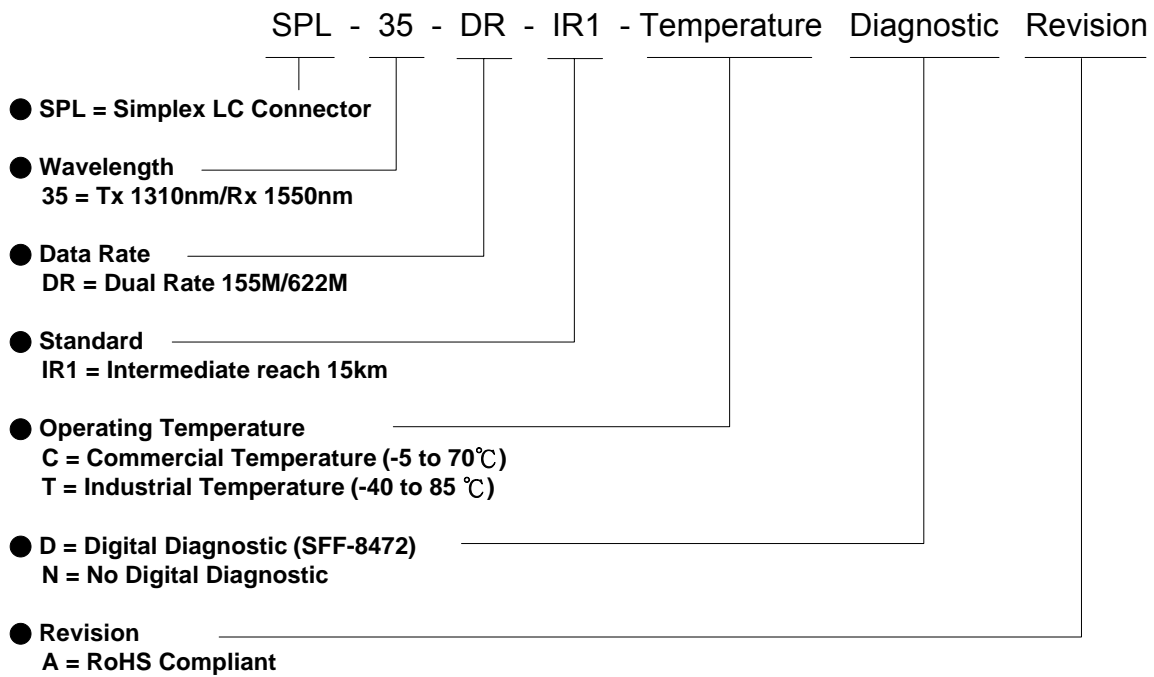 SPL - 35 - DR - IR1 - Temperature Diagnostic Revision
● SPL = Simplex LC Connector
● Wavelength
35 = Tx 1310nm/Rx 1550nm
● Data Rate
DR = Dual Rate 155M/622M
● Standard
IR1 = Intermediate reach 15km
● Operating Temperature
C = Commercial Temperature (-5 to 70℃)
T = Industrial Temperature (-40 to 85 ℃)
● D = Digital Diagnostic (SFF-8472)
N = No Digital Diagnostic
● Revision
A = RoHS Compliant